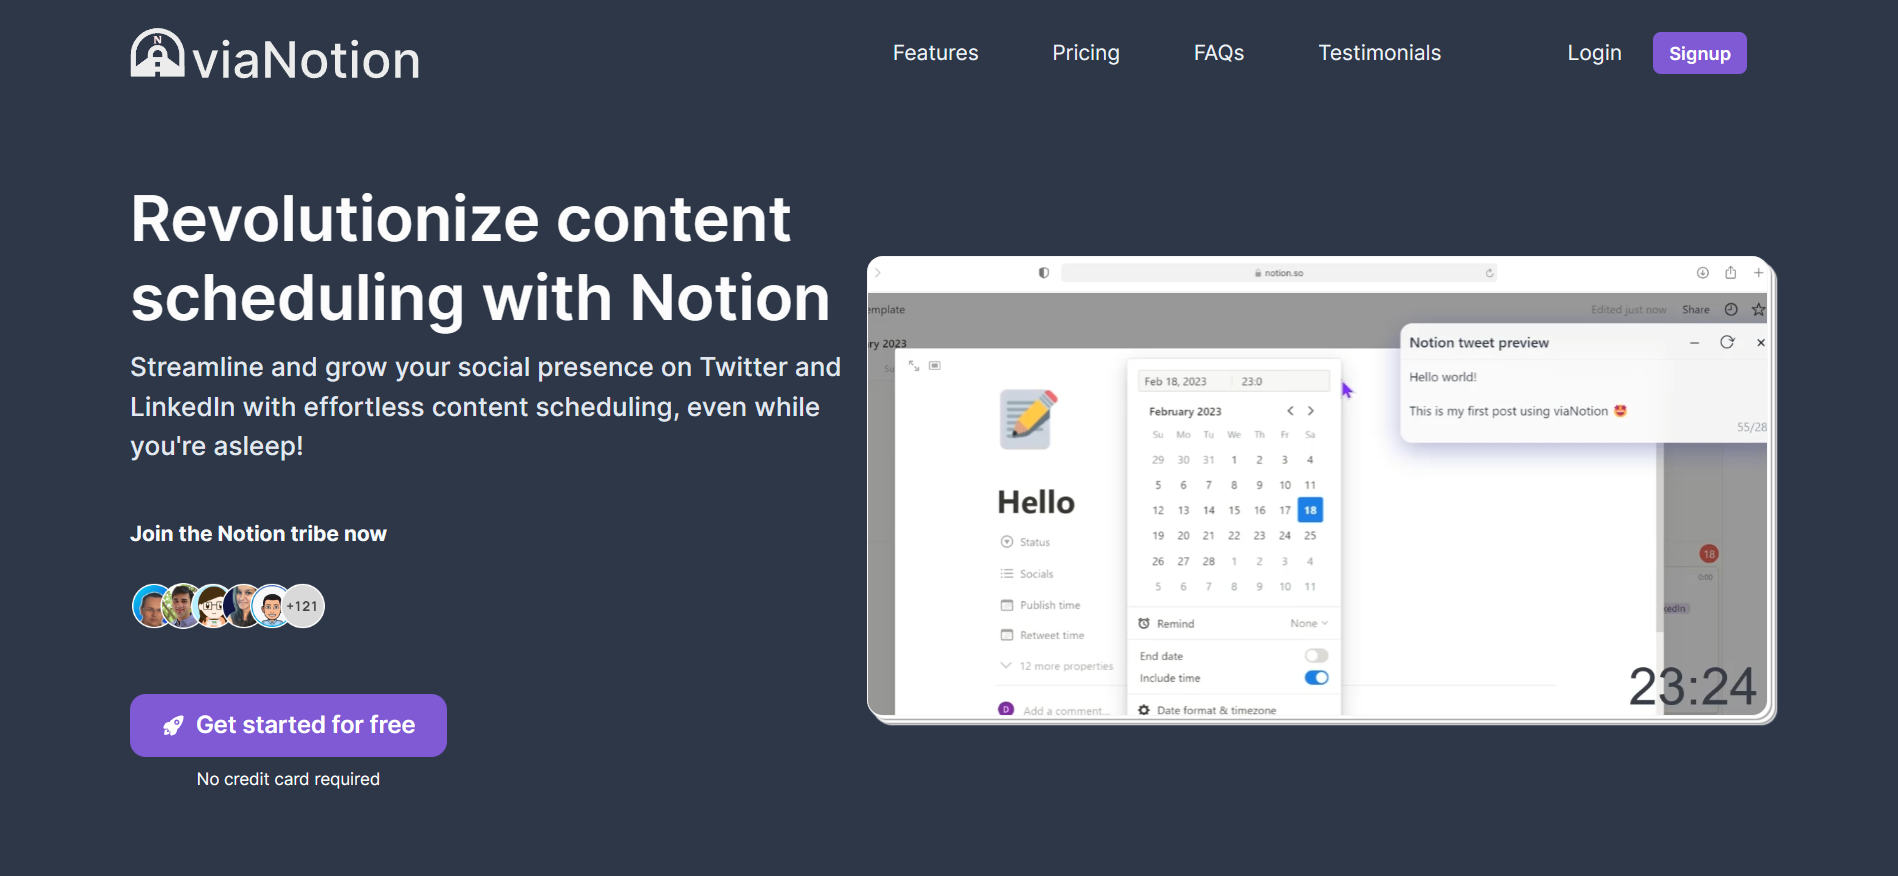 N
viaNotion
Features Pricing FAQs Testimonials Login Signup
Revolutionize content
scheduling with Notion
Streamline and grow your social presence on Twitter and
LinkedIn with effortless content scheduling, even while
you're asleep!
Join the Notion tribe now
+121
Get started for free
No credit card required
notion.so
emplate
Edited just now Share
ry 2023
Su
Notion tweet preview
Hello world!
This is my first post using viaNotion 🤩
55/28
Hello
Status
Socials
Publish time
Retweet time
12 more properties
D Add a comment...
Feb 18, 2023 23:0
February 2023
Su Mo Tu We Th Fr Sa
29 30 31 1 2 3 4
5 6 7 8 9 10 11
12 13 14 15 16 17 18
19 20 21 22 23 24 25
26 27 28 1 2 3 4
5 6 7 8 9 10 11
Remind None
End date
Include time
Date format & timezone
18
0:00
kedIn
23:24